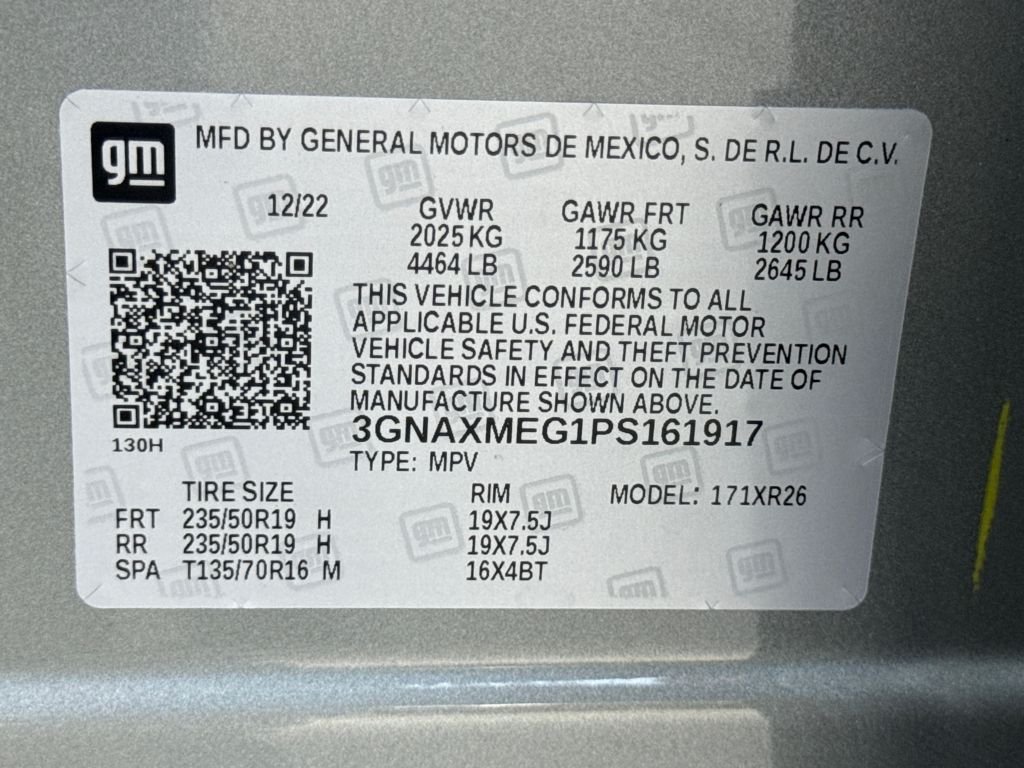 gm MFD BY GENERAL MOTORS DE MEXICO, S. DE R.L. DE C.V.
12/22 GVWR GAWR FRT GAWR RR
2025 KG 1175 KG 1200 KG
4464 LB 2590 LB 2645 LB
THIS VEHICLE CONFORMS TO ALL
APPLICABLE U.S. FEDERAL MOTOR
VEHICLE SAFETY AND THEFT PREVENTION
STANDARDS IN EFFECT ON THE DATE OF
MANUFACTURE SHOWN ABOVE.
130H
3GNAXMEG1PS161917
TYPE: MPV
TIRE SIZE RIM MODEL: 171XR26
FRT 235/50R19 H 19X7.5J
RR 235/50R19 H 19X7.5J
SPA T135/70R16 M 16X4BT